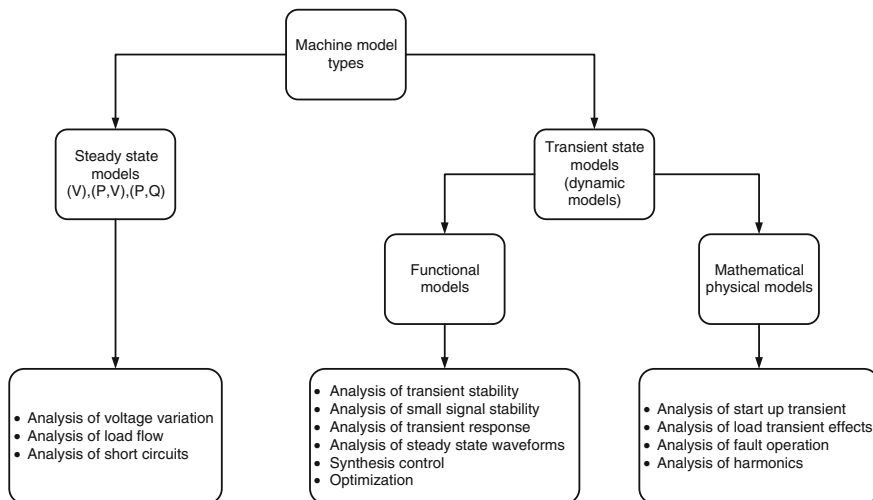 Machine model
types
Steady state
models
(V),(P,V),(P,Q)
Transient state
models
(dynamic
models)
Functional
models
Mathematical
physical models
• Analysis of voltage variation
• Analysis of load flow
• Analysis of short circuits
• Analysis of transient stability
• Analysis of small signal stability
• Analysis of transient response
• Analysis of steady state waveforms
• Synthesis control
• Optimization
• Analysis of start up transient
• Analysis of load transient effects
• Analysis of fault operation
• Analysis of harmonics